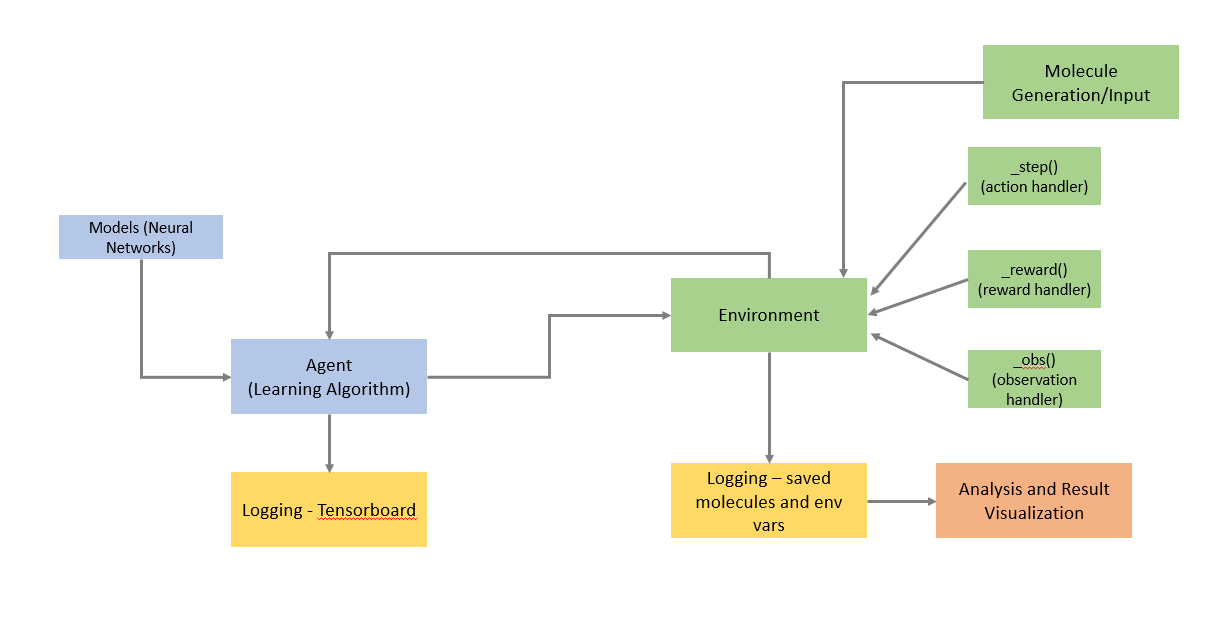 Molecule
Generation/Input
_step()
(action handler)
Models (Neural
Networks)
_reward()
(reward handler)
Environment
Agent
(Learning Algorithm)
_obs()
(observation
handler)
Logging - Tensorboard
Logging – saved
molecules and env
vars
Analysis and Result
Visualization